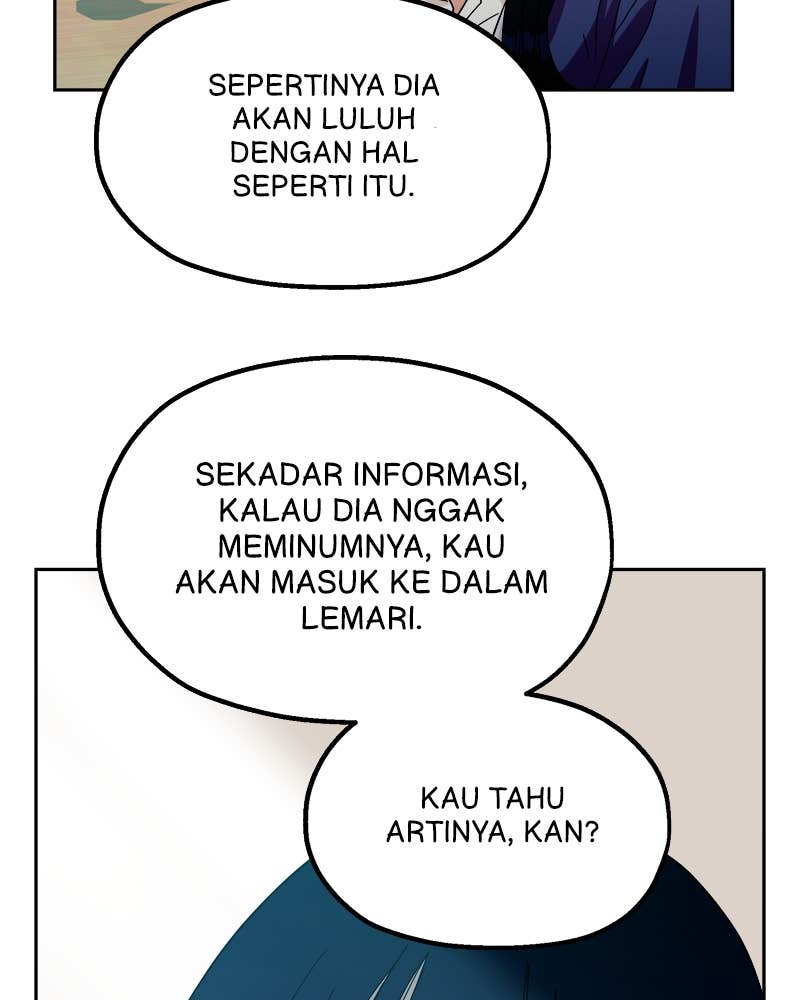 SEPERTINYA DIA
AKAN LULUH
DENGAN HAL
SEPERTI ITU.
SEKADAR INFORMASI,
KALAU DIA NGGAK
MEMINUMNYA, KAU
AKAN MASUK KE DALAM
LEMARI.
KAU TAHU
ARTINYA, KAN?